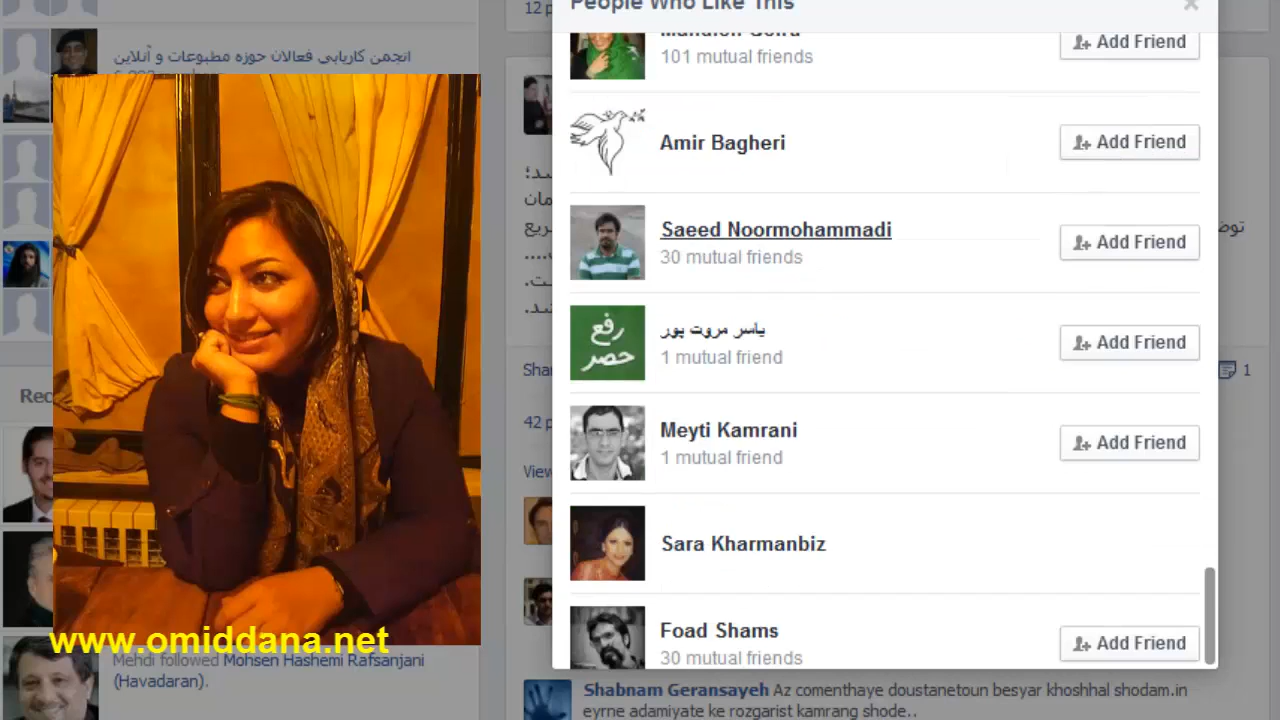 12 p
People Who Like This
انجمن کاریابی فعالان حوزه مطبوعات و آنلاین
101 mutual friends
Add Friend
Amir Bagheri
Add Friend
Saeed Noormohammadi
30 mutual friends
Add Friend
رفع
حصر
یاسر مروت پور
1 mutual friend
Add Friend
Meyti Kamrani
1 mutual friend
Add Friend
Sara Kharmanbiz
Foad Shams
30 mutual friends
Add Friend
1
42 p
View
www.omiddana.net
Mehdi followed Mohsen Hashemi Rafsanjani
(Havadaran).
Shabnam Geransayeh Az comenthaye doustanetoun besyar khoshhal shodam.in
eyrne adamiyate ke rozgarist kamrang shode..